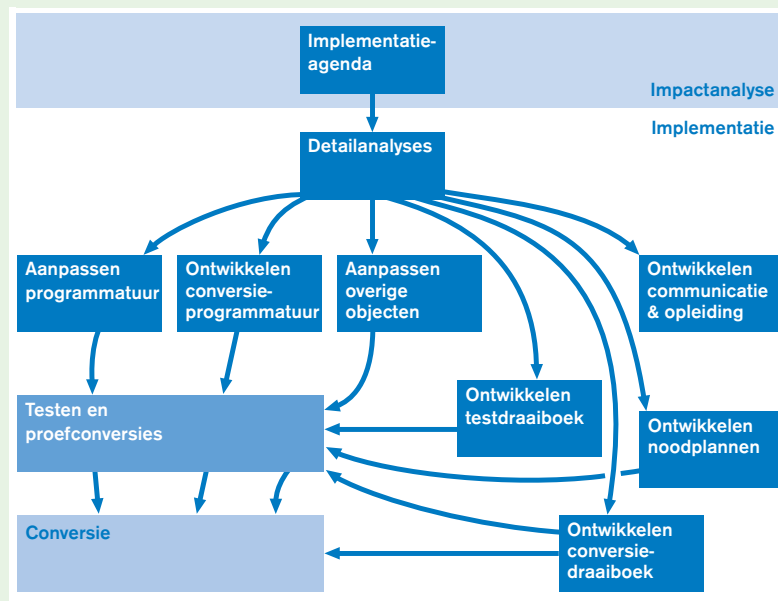 Implementatie-
agenda
Impactanalyse
Implementatie
Detailanalyses
Aanpassen
programmatuur
Ontwikkelen
conversie-
programmatuur
Aanpassen
overige
objecten
Ontwikkelen
communicatie
& opleiding
Testen en
proefconversies
Ontwikkelen
testdraaiboek
Ontwikkelen
noodplannen
Conversie
Ontwikkelen
conversie-
draaiboek